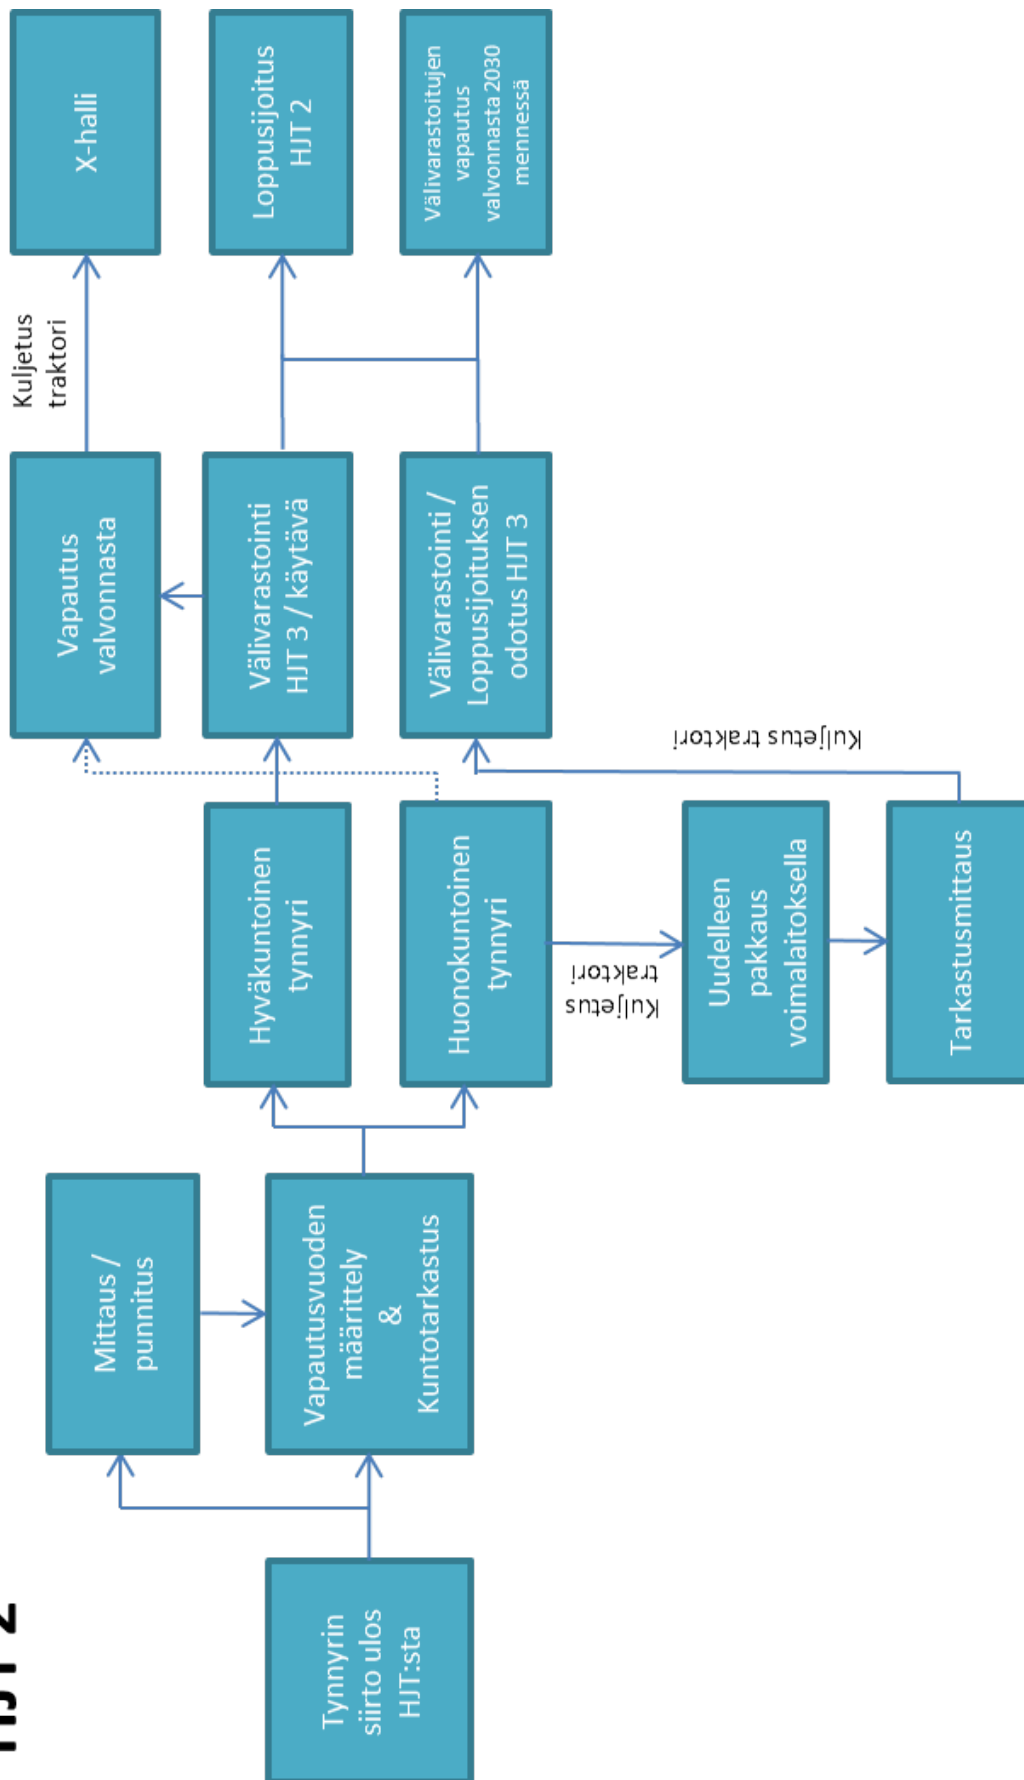 HJT 2
Tynnyrin
siirto ulos
HJT:sta
Mittaus /
punnitus
Vapautusvuoden
määrittely
&
Kuntotarkastus
Hyväkuntoinen
tynnyri
Huonokuntoinen
tynnyri
Kuljetus
traktori
Uudelleen
pakkaus
voimalaitoksella
Tarkastusmittaus
Kuljetus traktori
Vapautus
valvonnasta
Välivarastointi
HJT 3 / käytävä
Välivarastointi /
Loppusijoituksen
odotus HJT 3
Kuljetus
traktori
X-halli
Loppusijoitus
HJT 2
Välivarastoitujen
vapautus
valvonnasta 2030
mennessä